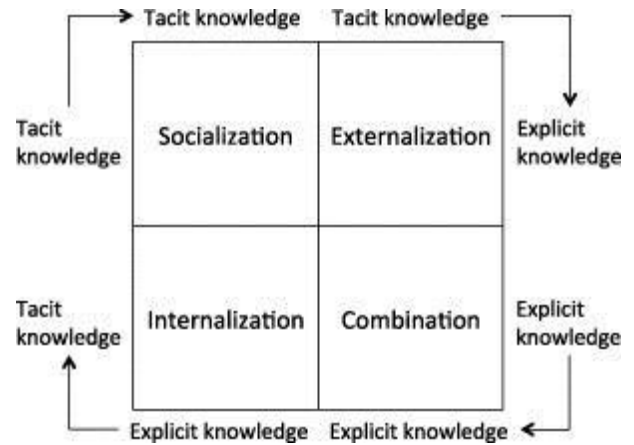 Tacit knowledge Tacit knowledge
Tacit
knowledge
Socialization Externalization
Explicit
knowledge
Tacit
knowledge
Internalization Combination
Explicit
knowledge
Explicit knowledge Explicit knowledge